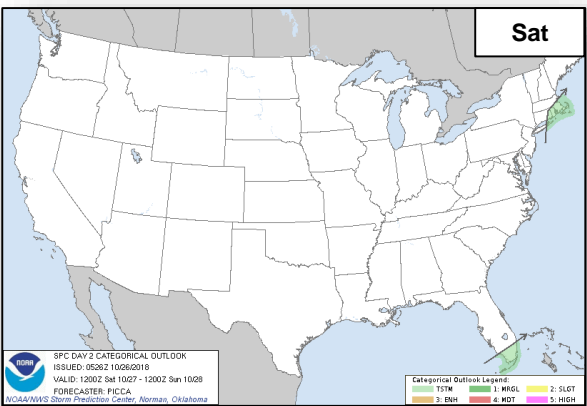 Sat
NOAA
SPC DAY 2 CATEGORICAL OUTLOOK
ISSUED: 0526Z 10/26/2018
VALID: 1200Z Sat 10/27 - 1200Z Sun 10/28
FORECASTER: PICCA
NOAA/NWS Storm Prediction Center, Norman, Oklahoma
Categorical Outlook Legend:
TSTM 1: MRGL 2: SLGT
3: ENH 4: MDT 5: HIGH